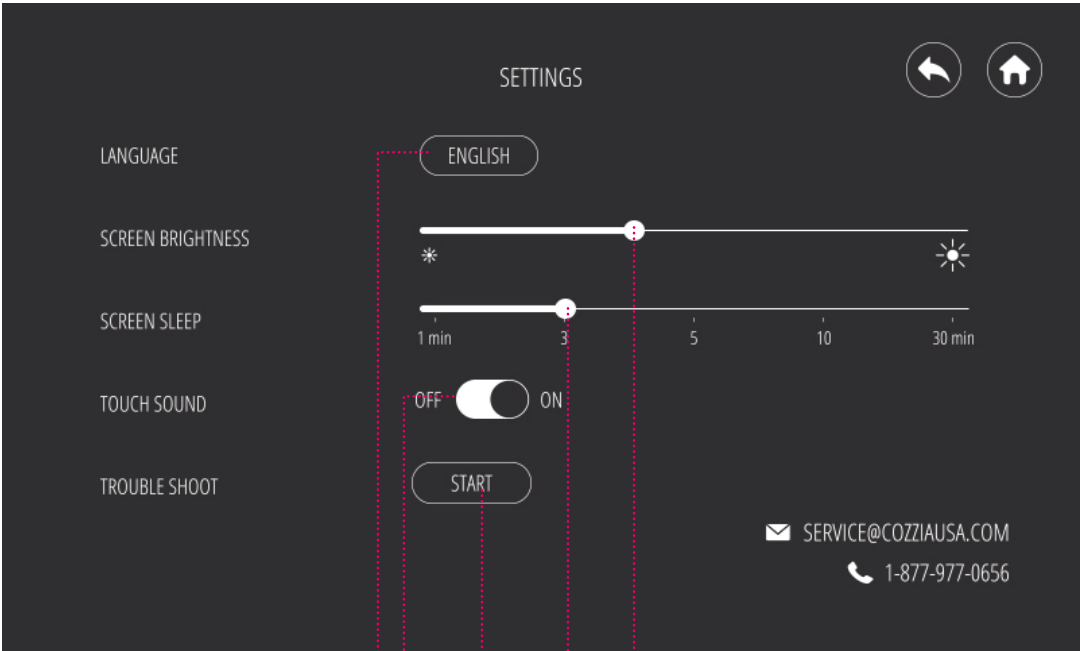 SETTINGS
LANGUAGE ENGLISH
SCREEN BRIGHTNESS
SCREEN SLEEP
1 min 3 5 10 30 min
TOUCH SOUND OFF ON
TROUBLE SHOOT START
SERVICE@COZZIAUSA.COM
1-877-977-0656